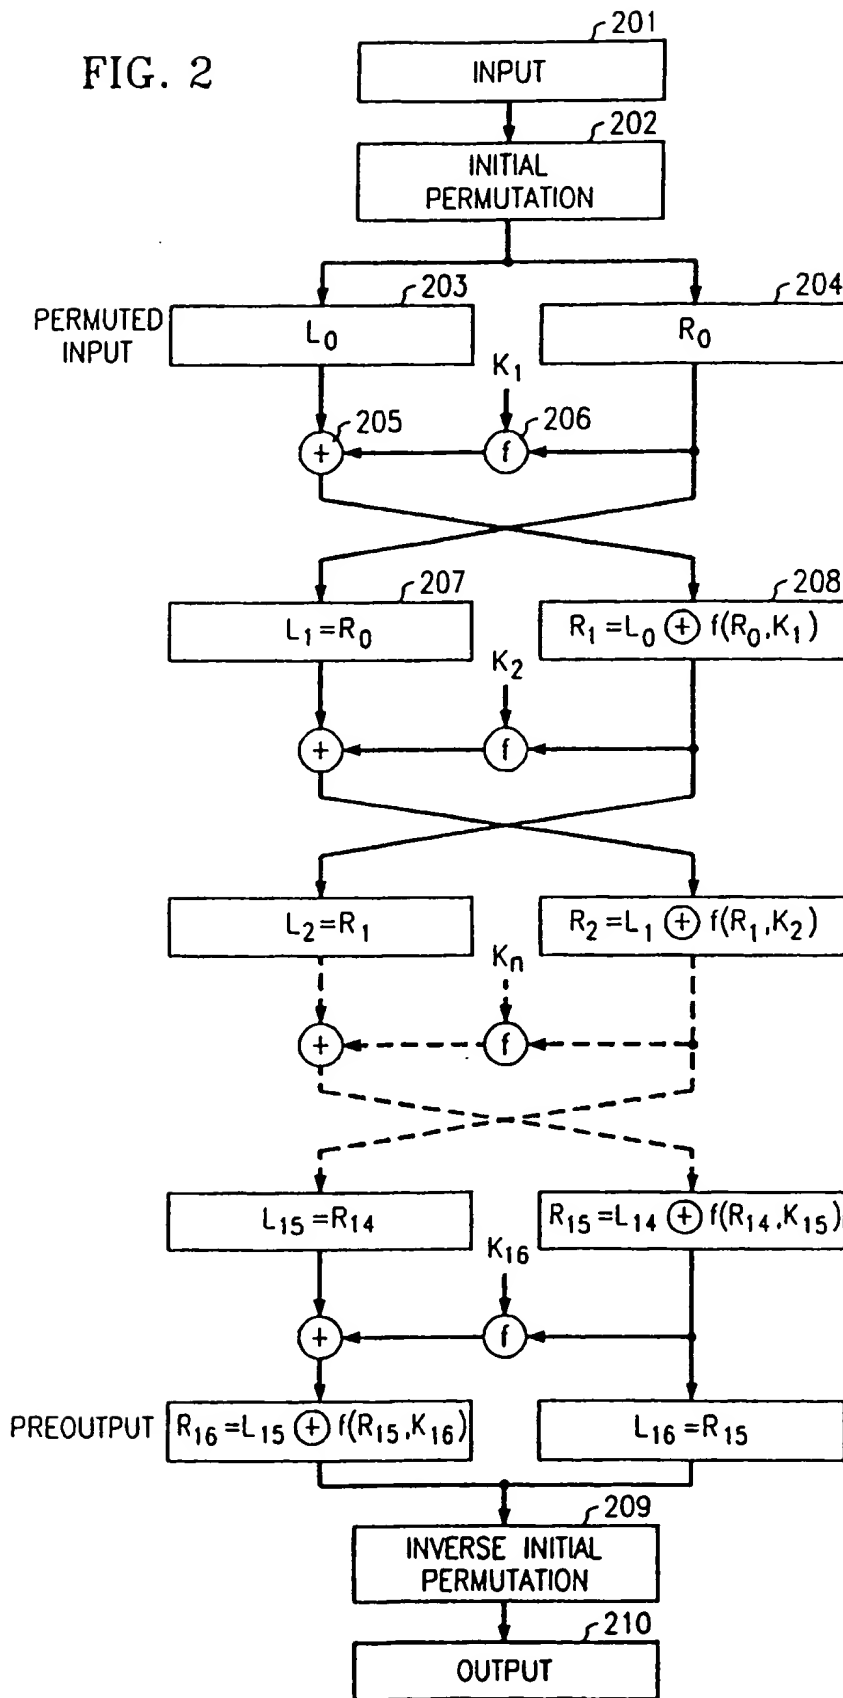 FIG. 2
201
INPUT
202
INITIAL
PERMUTATION
203
204
PERMUTED
INPUT
L0
R0
K1
205
206
+
f
207
208
L1=R0
R1=L0 ⊕ f(R0,K1)
K2
+
f
L2=R1
R2=L1 ⊕ f(R1,K2)
Kn
+
f
L15=R14
R15=L14 ⊕ f(R14,K15)
K16
+
f
PREOUTPUT
R16=L15 ⊕ f(R15,K16)
L16=R15
209
INVERSE INITIAL
PERMUTATION
210
OUTPUT